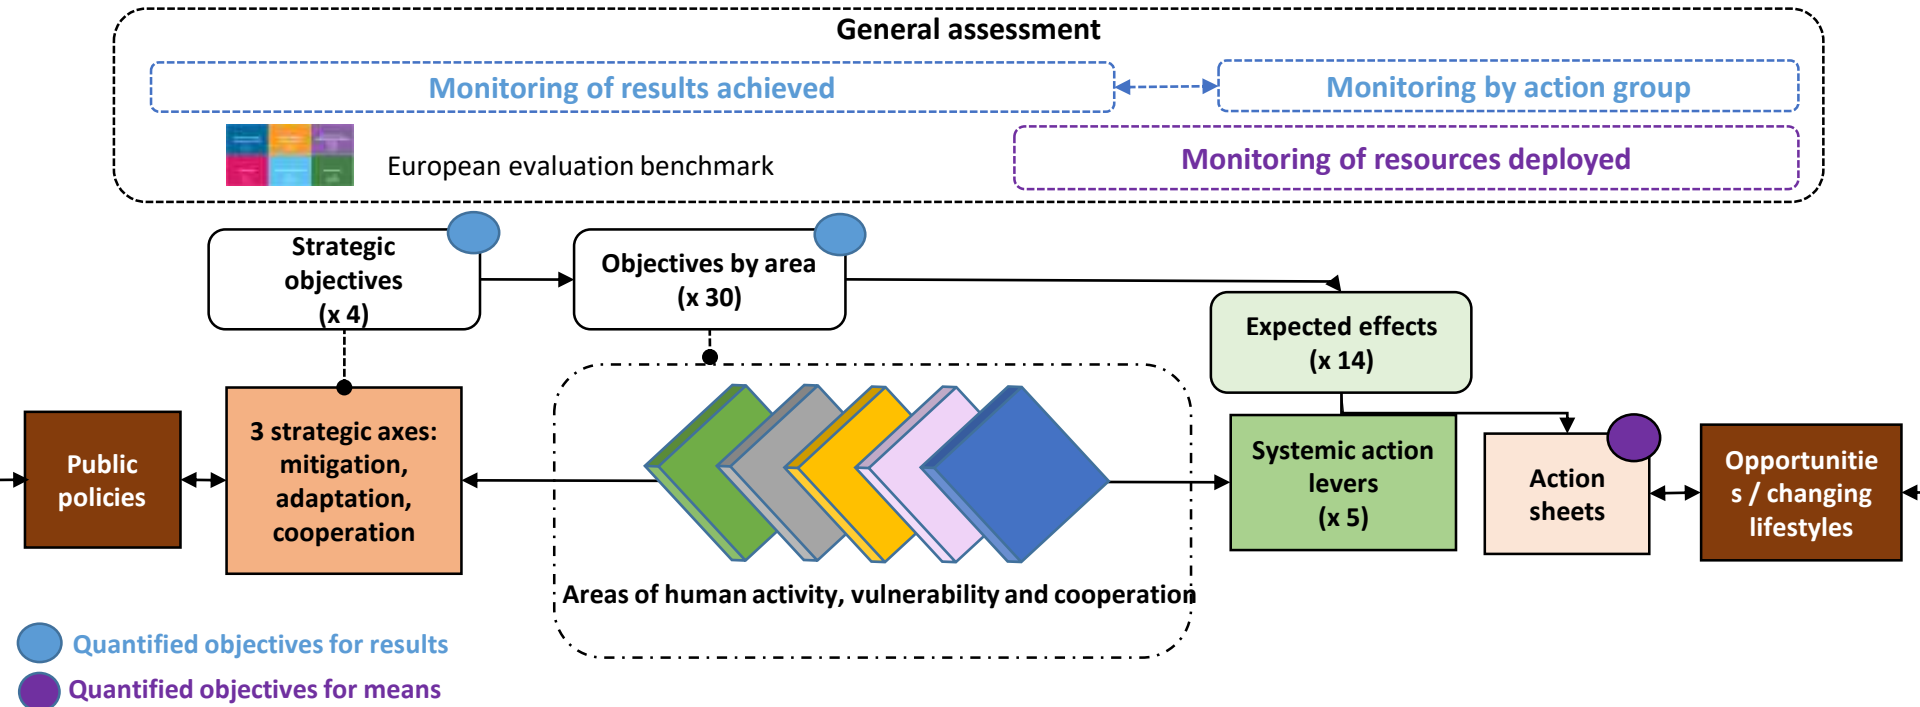 General assessment
Monitoring of results achieved
Monitoring by action group
European evaluation benchmark
Monitoring of resources deployed
Strategic
objectives
(x 4)
Objectives by area
(x 30)
Expected effects
(x 14)
Public
policies
3 strategic axes:
mitigation,
adaptation,
cooperation
Areas of human activity, vulnerability and cooperation
Systemic action
levers
(x 5)
Action
sheets
Opportunitie
s / changing
lifestyles
Quantified objectives for results
Quantified objectives for means